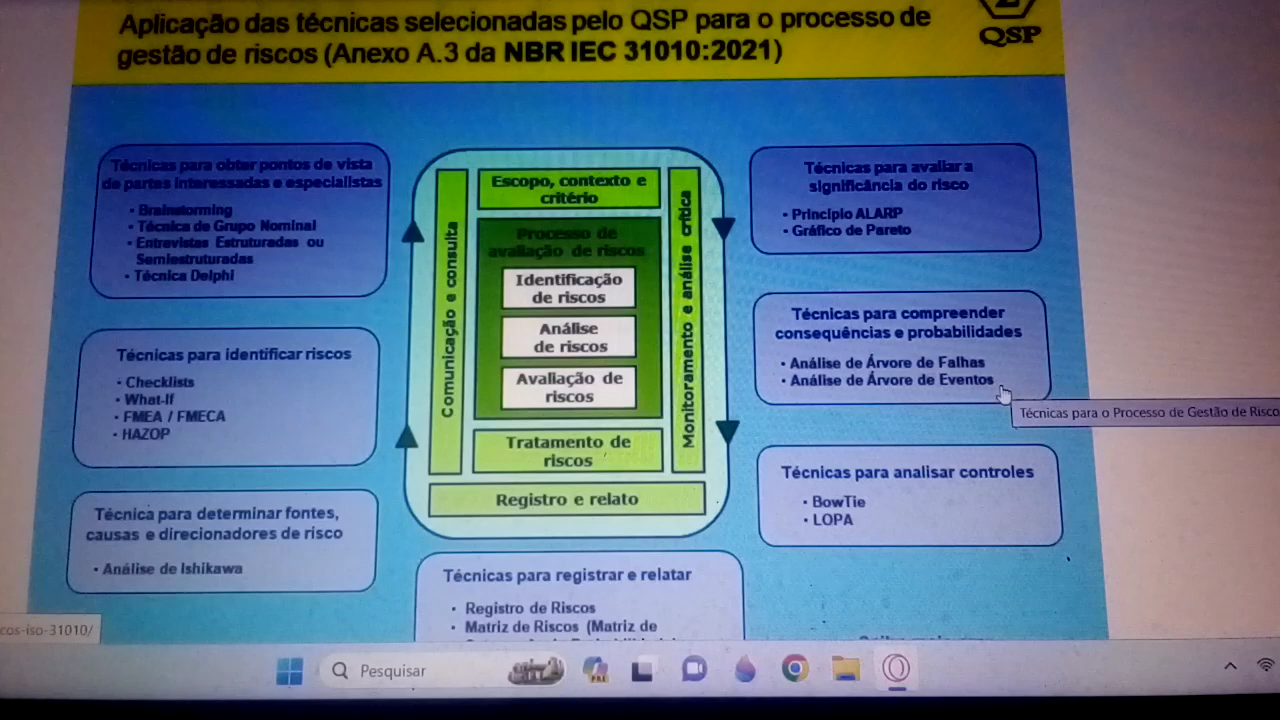 Aplicação das técnicas selecionadas pelo QSP para o processo de
gestão de riscos (Anexo A.3 da NBR IEC 31010:2021)
QSP
Técnicas para obter pontos de vista
de partes interessadas e especialistas
• Brainstorming
• Técnica de Grupo Nominal
• Entrevistas Estruturadas ou
Semiestruturadas
• Técnica Delphi
Técnicas para identificar riscos
• Checklists
• What-If
• FMEA / FMECA
• HAZOP
Técnica para determinar fontes,
causas e direcionadores de risco
• Análise de Ishikawa
Comunicação e consulta
Escopo, contexto e
critério
Processo de
avaliação de riscos
Identificação
de riscos
Análise
de riscos
Avaliação de
riscos
Tratamento de
riscos
Monitoramento e análise crítica
Registro e relato
Técnicas para registrar e relatar
• Registro de Riscos
• Matriz de Riscos (Matriz de
Técnicas para avaliar a
significância do risco
• Princípio ALARP
• Gráfico de Pareto
Técnicas para compreender
consequências e probabilidades
• Análise de Árvore de Falhas
• Análise de Árvore de Eventos
Técnicas para o Processo de Gestão de Risco
Técnicas para analisar controles
• BowTie
• LOPA
cos-iso-31010/
Pesquisar